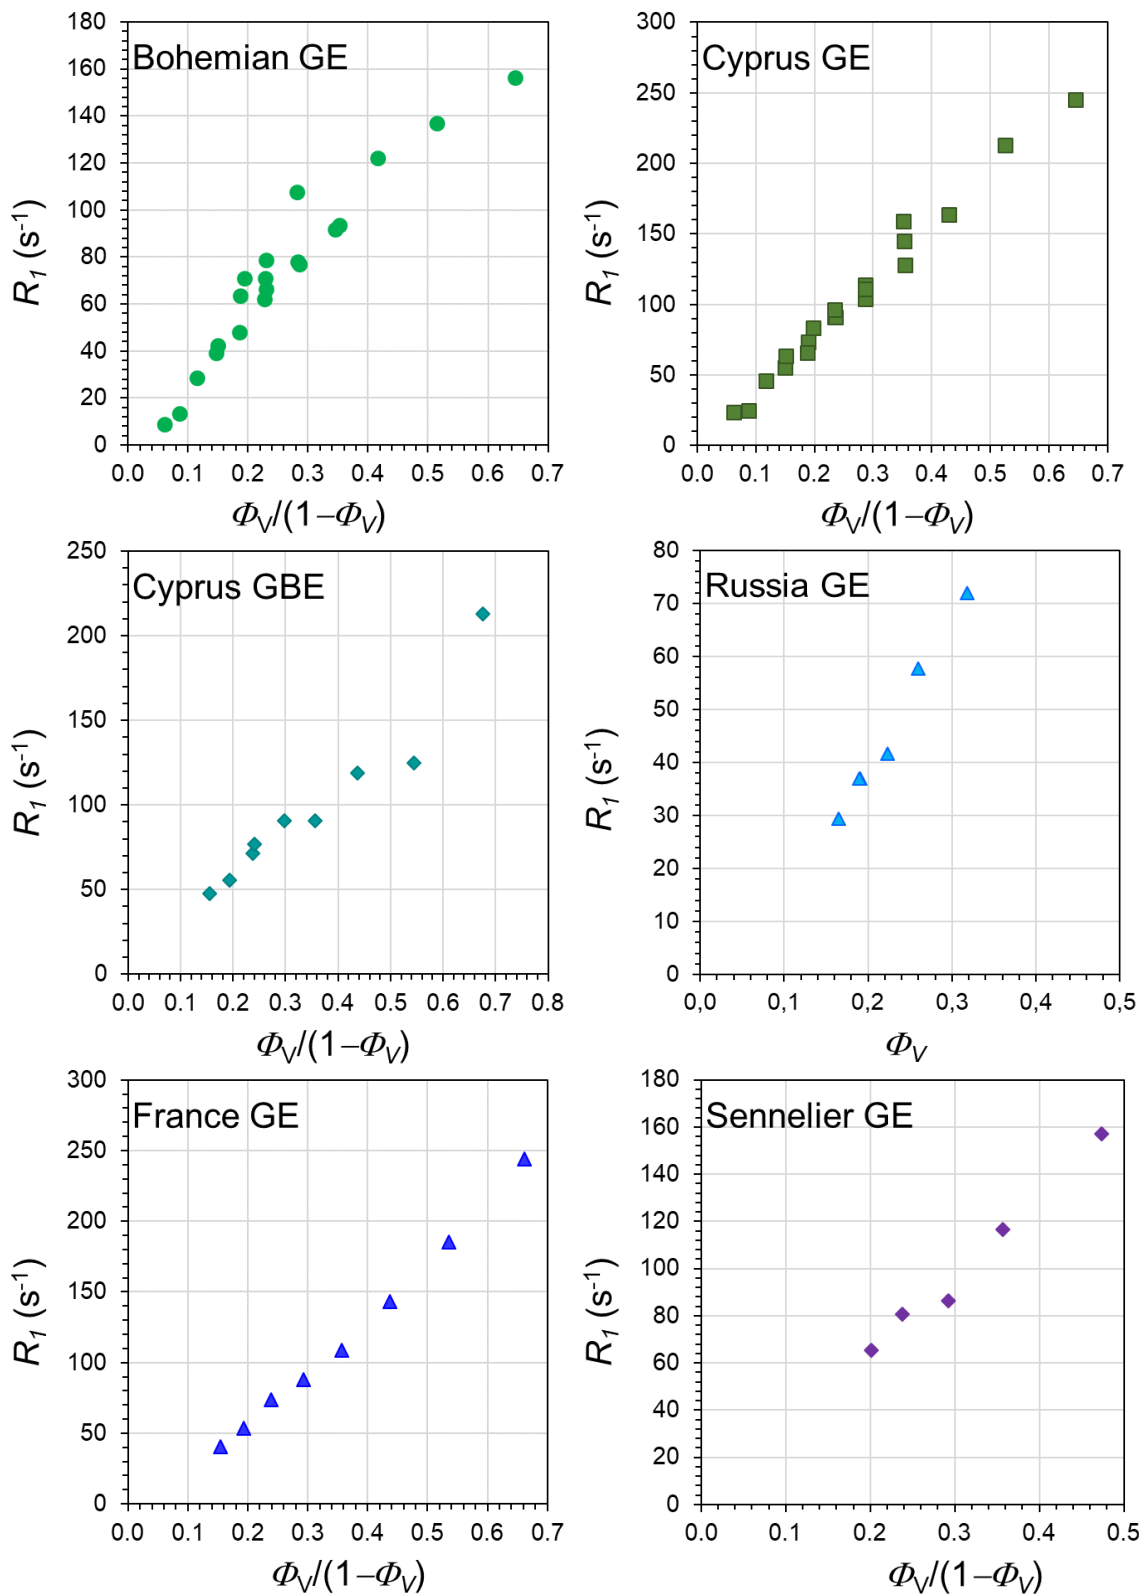 Bohemian GE
R1 (s-1)
180
160
140
120
100
80
60
40
20
0
0.0 0.1 0.2 0.3 0.4 0.5 0.6 0.7
ΦV/(1−ΦV)
Cyprus GE
R1 (s-1)
300
250
200
150
100
50
0
0.0 0.1 0.2 0.3 0.4 0.5 0.6 0.7
ΦV/(1−ΦV)
Cyprus GBE
R1 (s-1)
250
200
150
100
50
0
0.0 0.1 0.2 0.3 0.4 0.5 0.6 0.7 0.8
ΦV/(1−ΦV)
Russia GE
R1 (s-1)
80
70
60
50
40
30
20
10
0
0,0 0,1 0,2 0,3 0,4 0,5
ΦV
France GE
R1 (s-1)
300
250
200
150
100
50
0
0.0 0.1 0.2 0.3 0.4 0.5 0.6 0.7
ΦV/(1−ΦV)
Sennelier GE
R1 (s-1)
180
160
140
120
100
80
60
40
20
0
0.0 0.1 0.2 0.3 0.4 0.5
ΦV/(1−ΦV)